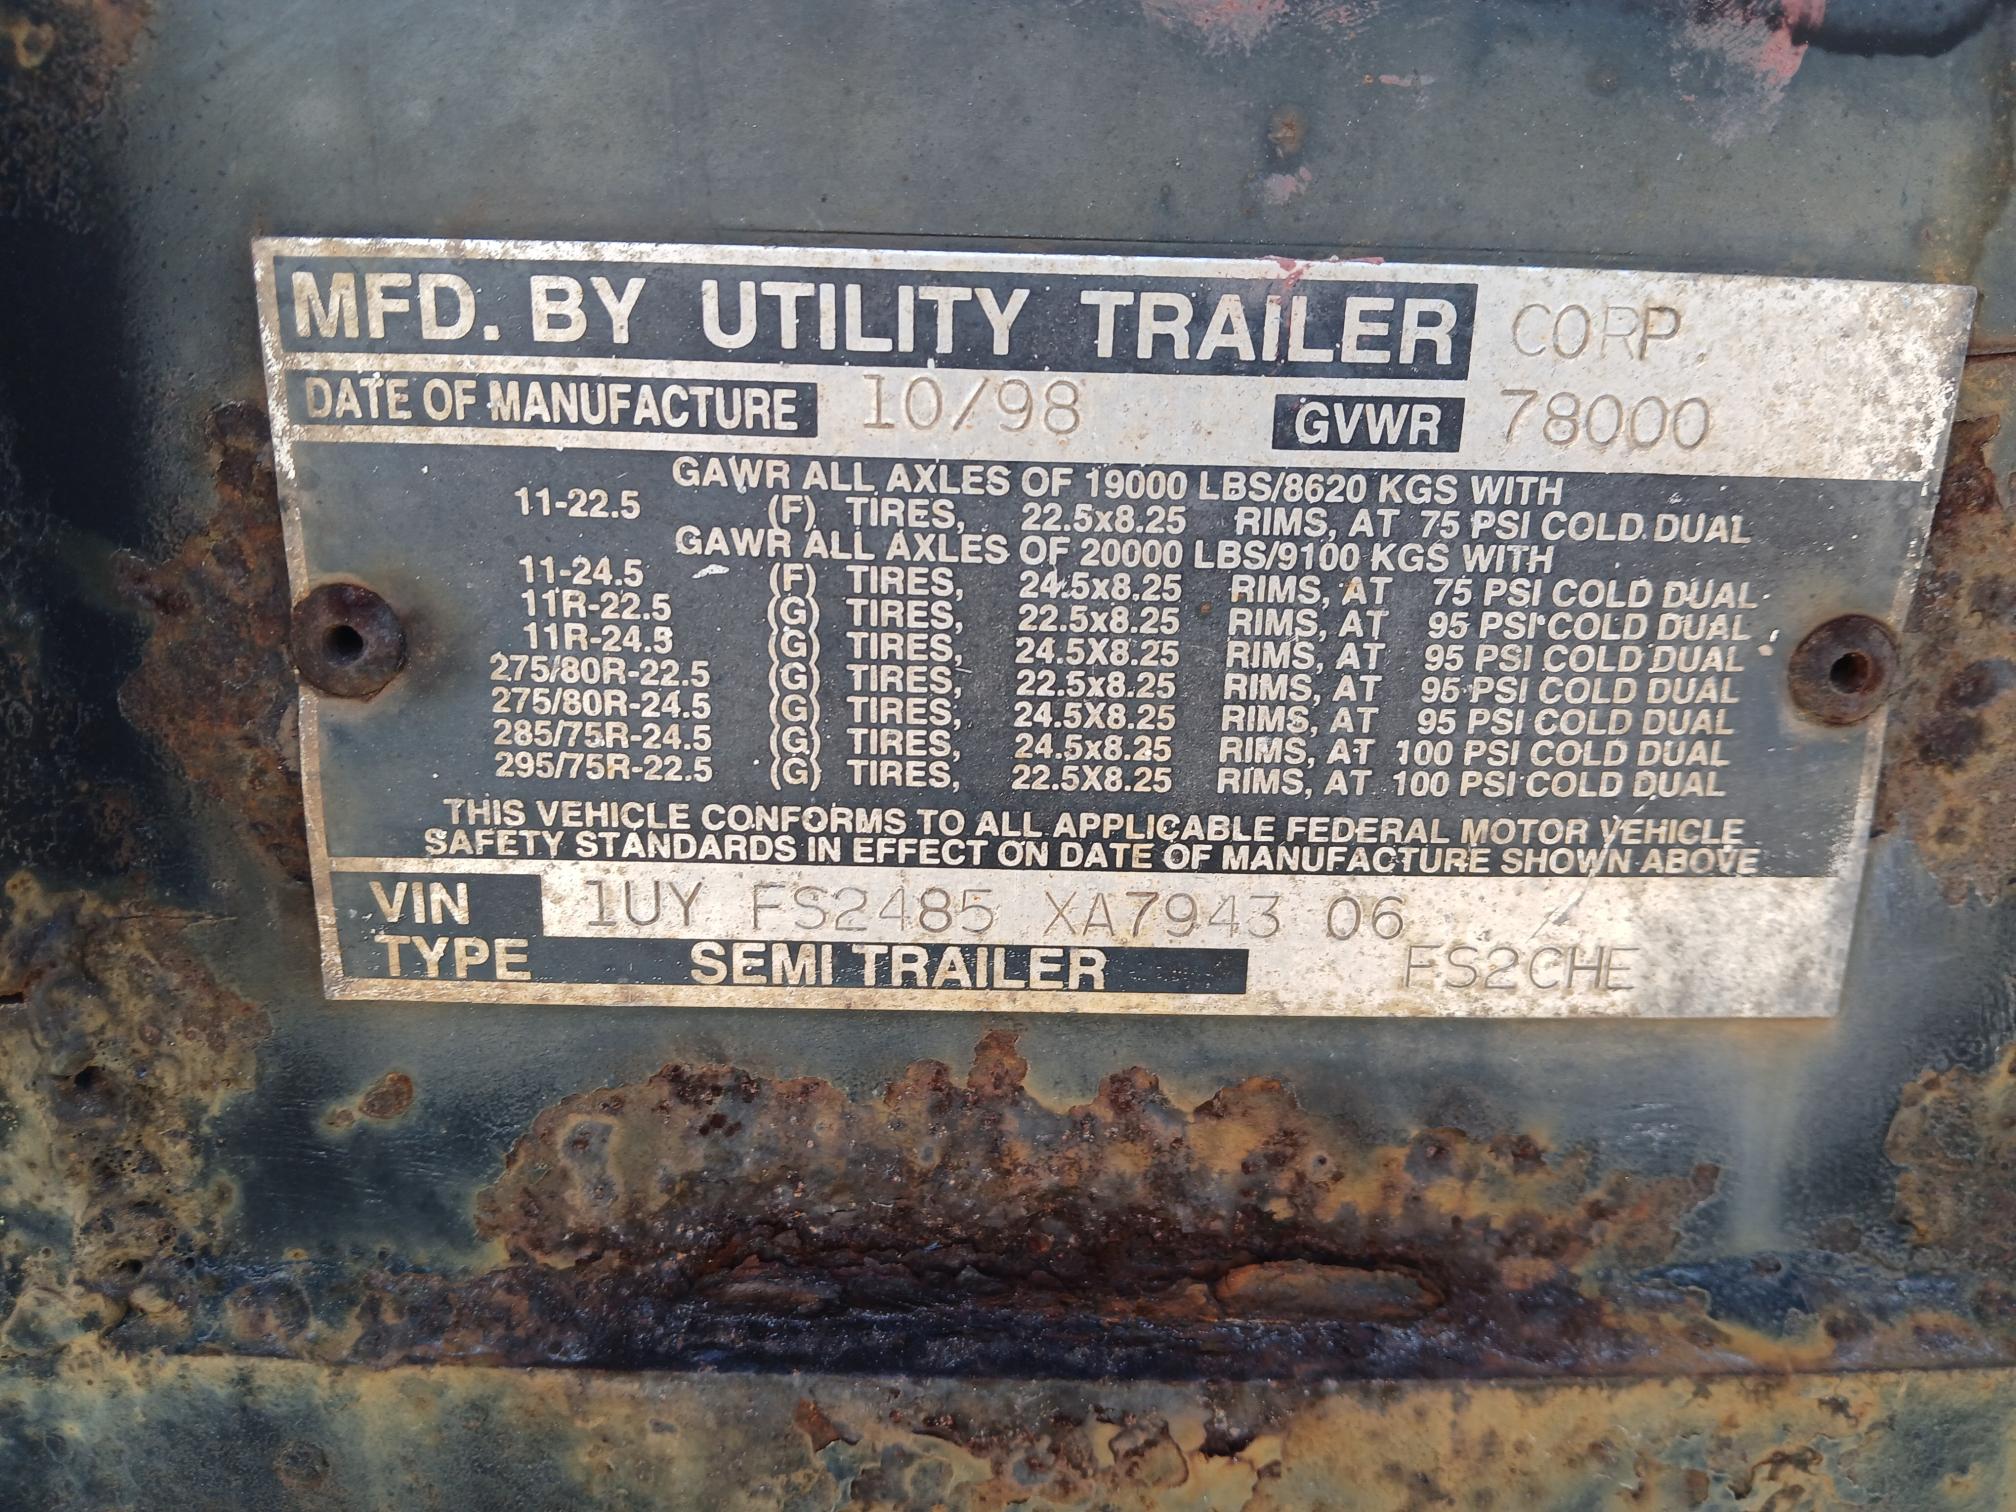 MFD. BY UTILITY TRAILER CORP.
DATE OF MANUFACTURE 10/98 GVWR 78000
GAWR ALL AXLES OF 19000 LBS/8620 KGS WITH
11-22.5 (F) TIRES, 22.5x8.25 RIMS, AT 75 PSI COLD DUAL
GAWR ALL AXLES OF 20000 LBS/9100 KGS WITH
11-24.5 (F) TIRES, 24.5x8.25 RIMS, AT 75 PSI COLD DUAL
11R-22.5 (G) TIRES, 22.5x8.25 RIMS, AT 95 PSI COLD DUAL
11R-24.5 (G) TIRES, 24.5X8.25 RIMS, AT 95 PSI COLD DUAL
275/80R-22.5 (G) TIRES, 22.5x8.25 RIMS, AT 95 PSI COLD DUAL
275/80R-24.5 (G) TIRES, 24.5X8.25 RIMS, AT 95 PSI COLD DUAL
285/75R-24.5 (G) TIRES, 24.5x8.25 RIMS, AT 100 PSI COLD DUAL
295/75R-22.5 (G) TIRES, 22.5X8.25 RIMS, AT 100 PSI COLD DUAL
THIS VEHICLE CONFORMS TO ALL APPLICABLE FEDERAL MOTOR VEHICLE
SAFETY STANDARDS IN EFFECT ON DATE OF MANUFACTURE SHOWN ABOVE
VIN 1UY FS2485 XA7943 06
TYPE SEMI TRAILER FS2CHE